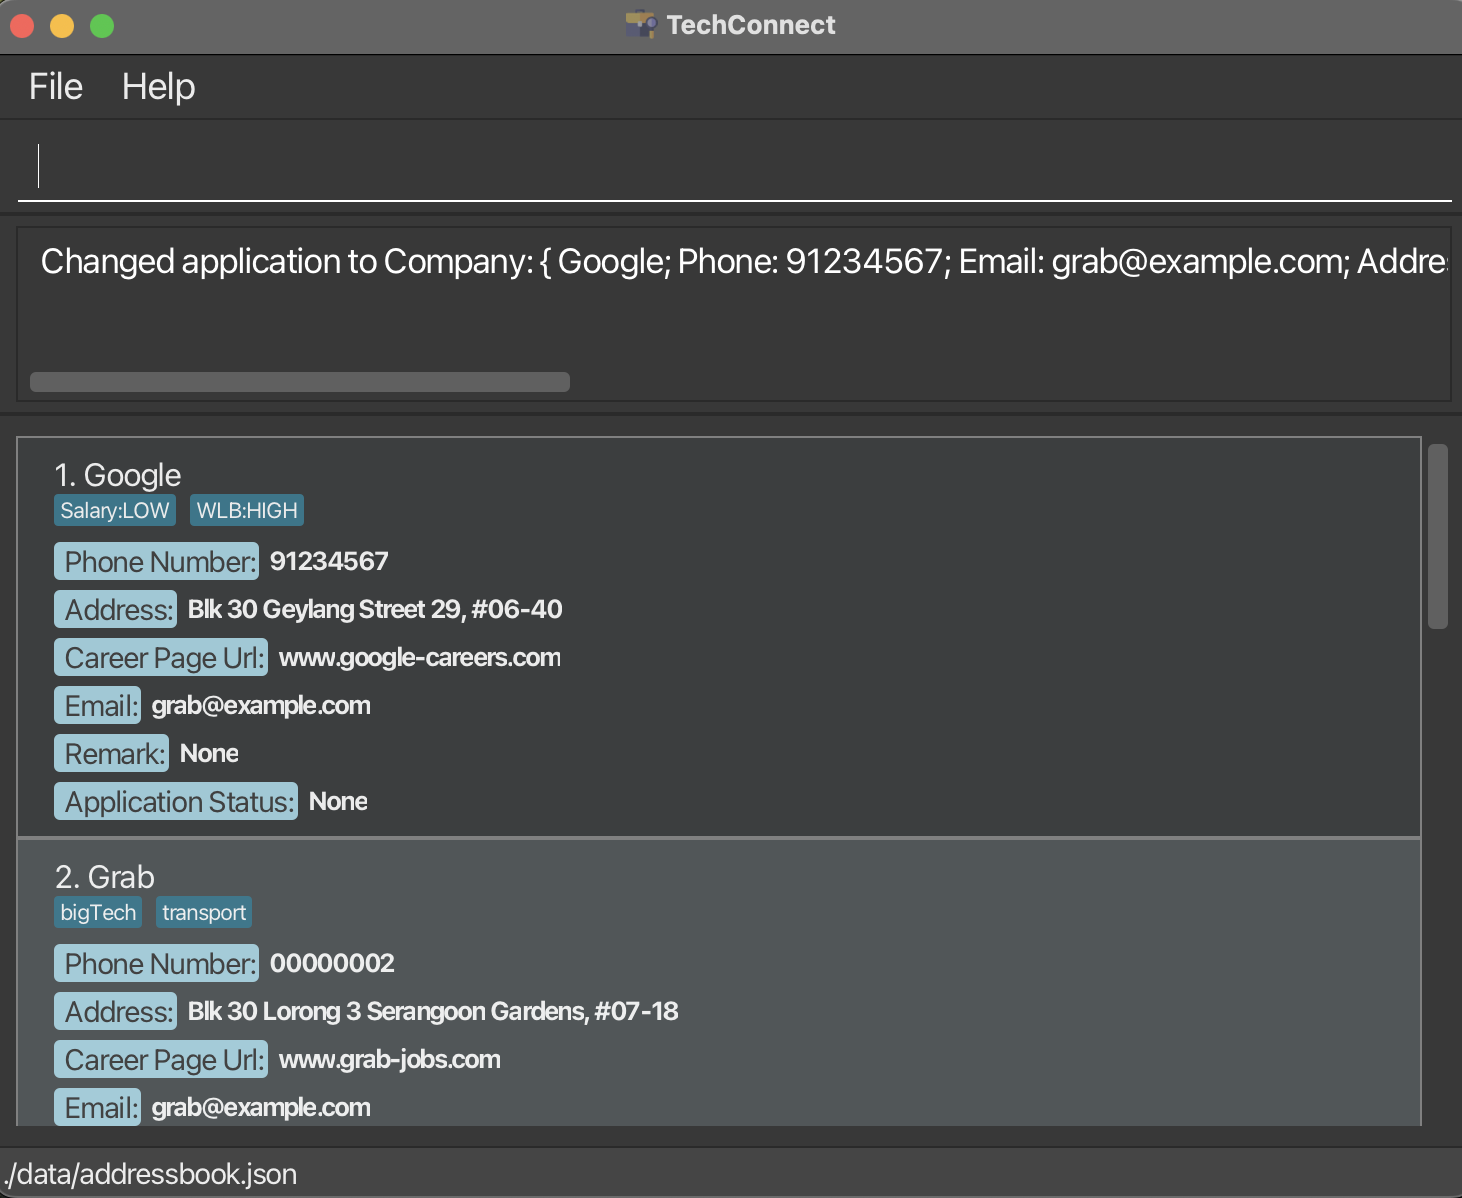 TechConnect
File Help
Changed application to Company: { Google; Phone: 91234567; Email: grab@example.com; Addre
1. Google
Salary:LOW WLB:HIGH
Phone Number: 91234567
Address: Blk 30 Geylang Street 29, #06-40
Career Page Url: www.google-careers.com
Email: grab@example.com
Remark: None
Application Status: None
2. Grab
bigTech transport
Phone Number: 00000002
Address: Blk 30 Lorong 3 Serangoon Gardens, #07-18
Career Page Url: www.grab-jobs.com
Email: grab@example.com
./data/addressbook.json